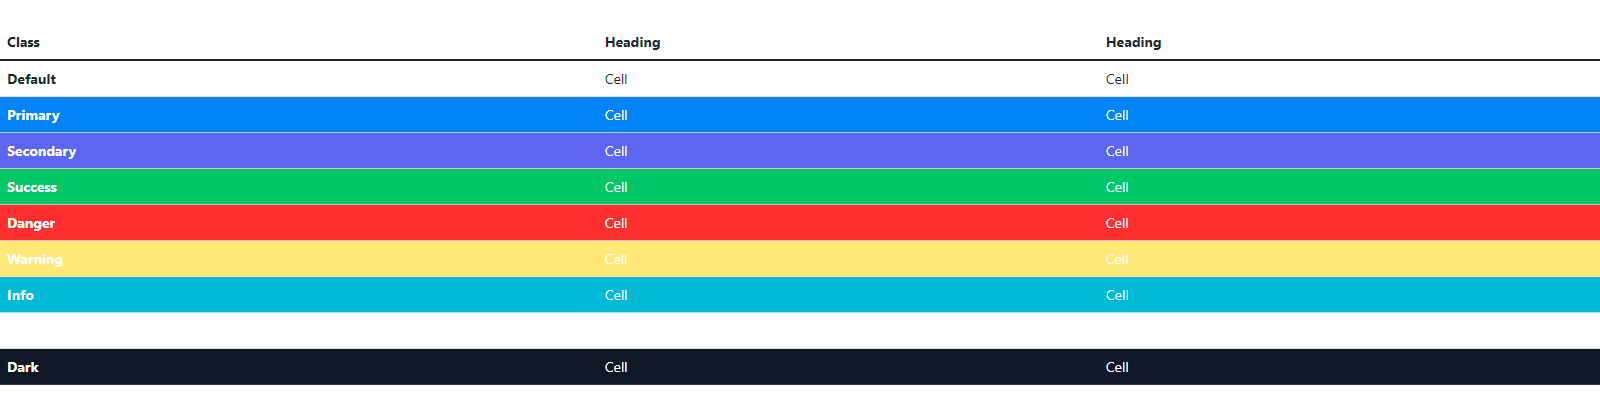 Class Heading Heading
Default Cell Cell
Primary Cell Cell
Secondary Cell Cell
Success Cell Cell
Danger Cell Cell
Warning Cell Cell
Info Cell Cell
Dark Cell Cell